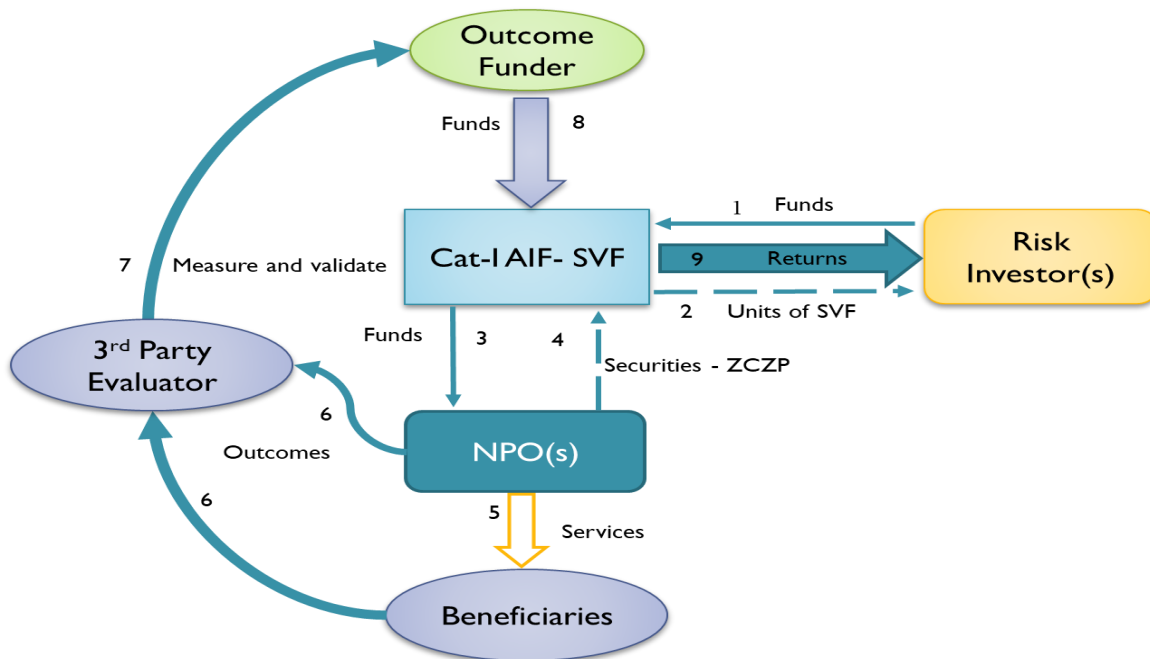 Outcome
Funder
Funds
8
1
Funds
7
Measure and validate
Cat-I AIF- SVF
9
Returns
Risk
Investor(s)
2
Units of SVF
Funds
3
4
3rd Party
Evaluator
Securities - ZCZP
6
Outcomes
NPO(s)
6
5
Services
Beneficiaries